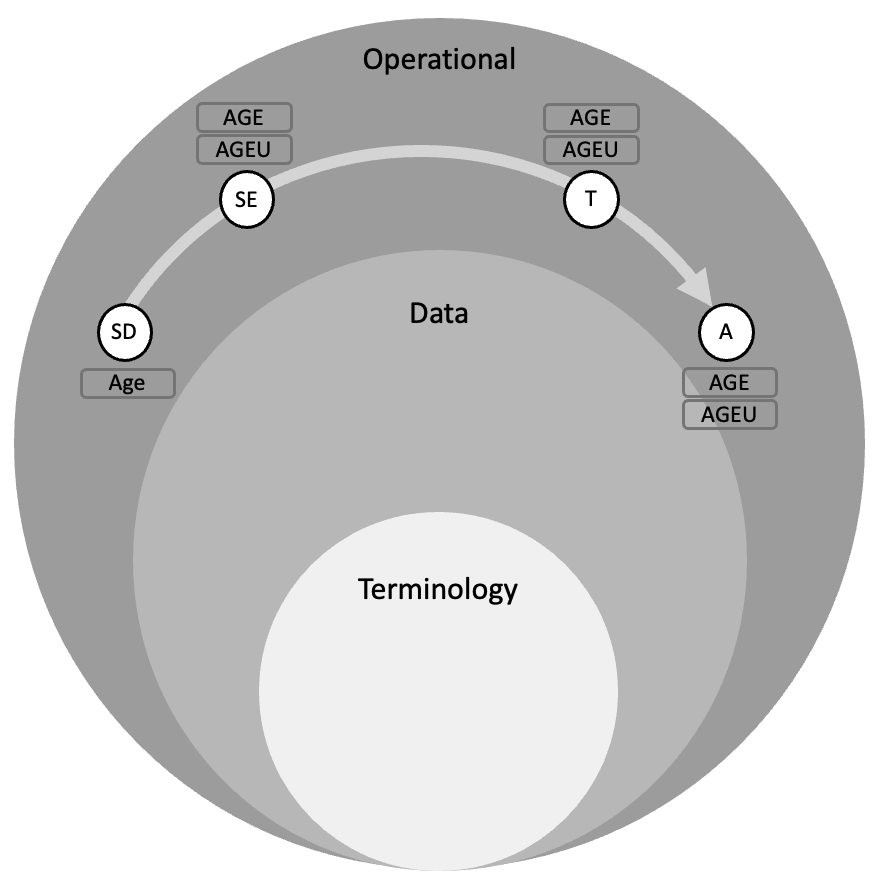 Operational
AGE
AGEU
SE
AGE
AGEU
T
SD
Age
A
AGE
AGEU
Data
Terminology